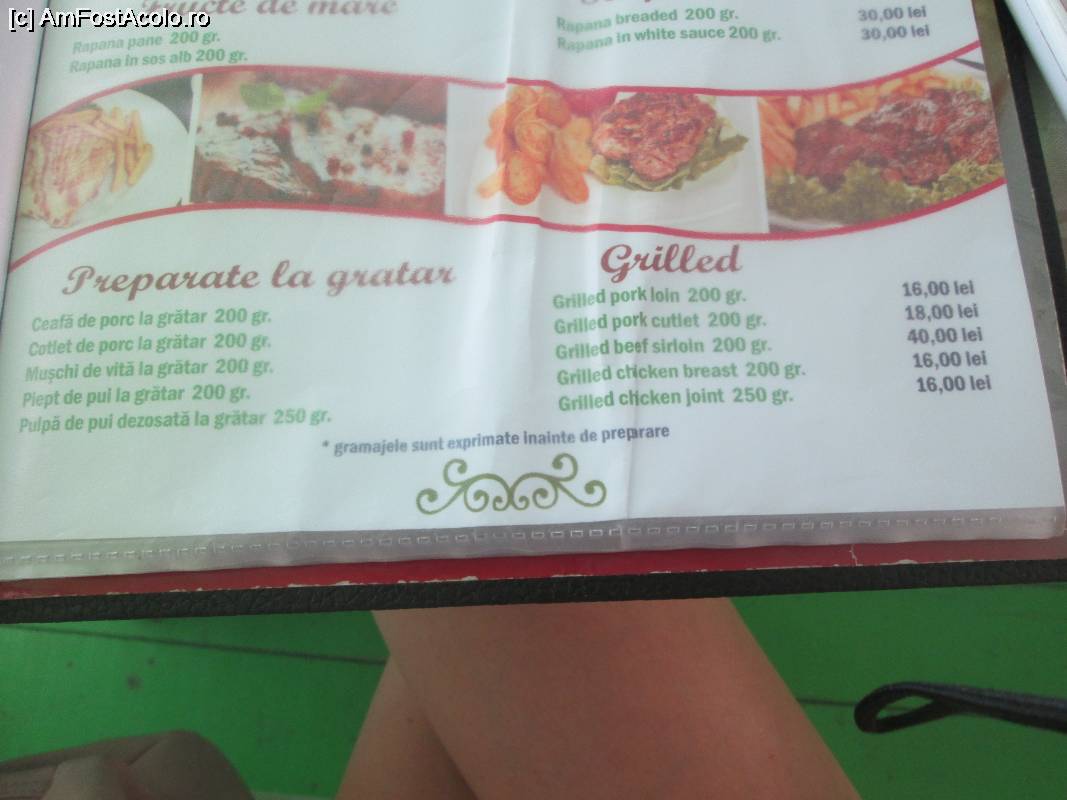 [c] AmFostAcolo.ro
Fructe de mare
Rapana pane 200 gr.
Rapana in sos alb 200 gr.
Rapana breaded 200 gr. 30,00 lei
Rapana in white sauce 200 gr. 30,00 lei
Preparate la gratar
Ceafă de porc la grătar 200 gr.
Cotlet de porc la grătar 200 gr.
Mușchi de vită la grătar 200 gr.
Piept de pui la grătar 200 gr.
Pulpă de pui dezosată la grătar 250 gr.
Grilled
Grilled pork loin 200 gr. 16,00 lei
Grilled pork cutlet 200 gr. 18,00 lei
Grilled beef sirloin 200 gr. 40,00 lei
Grilled chicken breast 200 gr. 16,00 lei
Grilled chicken joint 250 gr. 16,00 lei
* gramajele sunt exprimate inainte de preparare